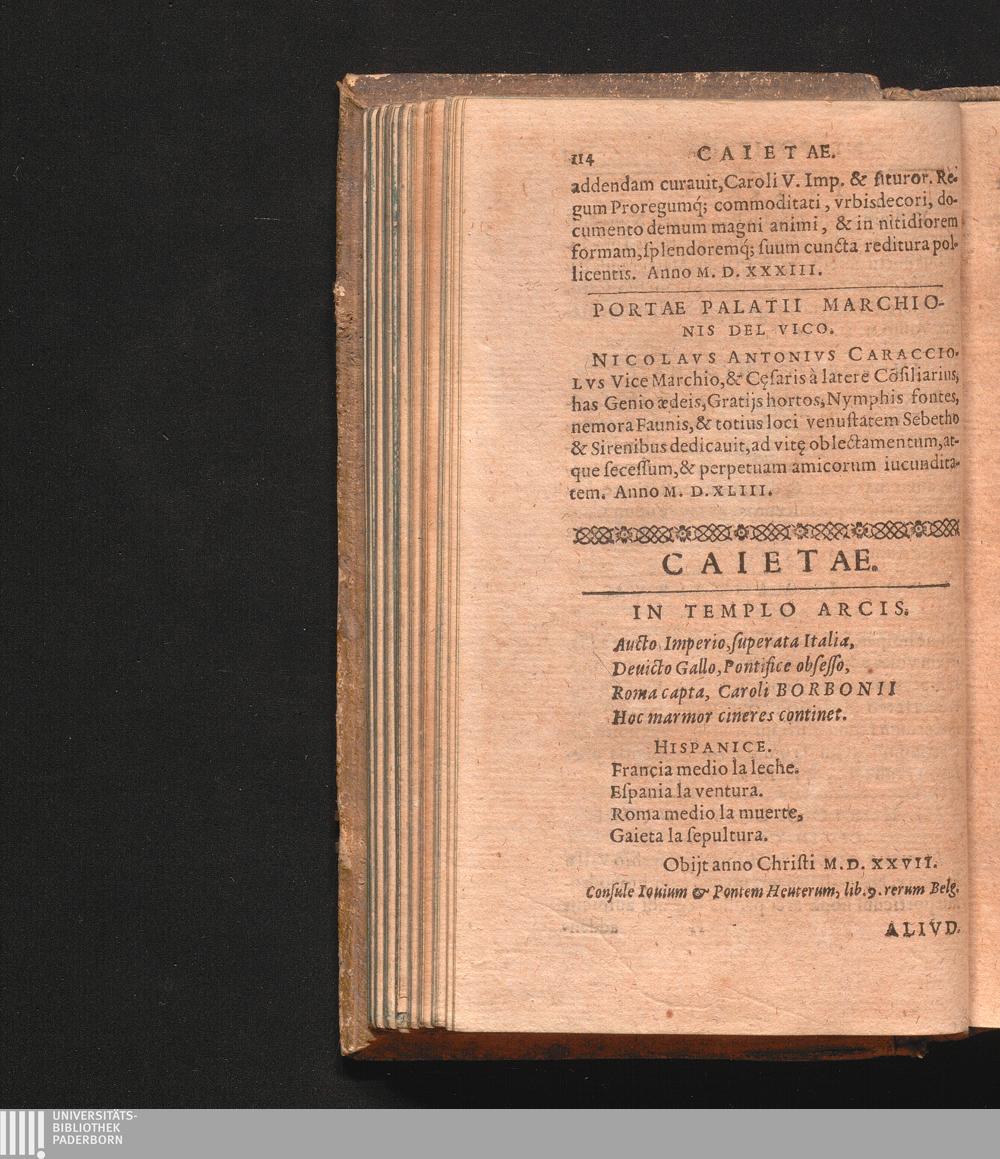 114 CAIETAE.
addendam curauit,Caroli V. Imp. & ſituror. Re-
gum Proregumq́; commoditati, vrbisdecori, do-
cumento demum magni animi, & in nitidiorem
formam,ſplendoremq́; ſuum cuncta reditura pol-
licentis. Anno M. D. XXXIII.
PORTAE PALATII MARCHIO-
NIS DEL VICO.
NICOLAVS ANTONIVS CARACCIO-
LVS Vice Marchio,& Cęſaris à latere Cõſiliarius,
has Genio ædeis,Gratijs hortos,Nymphis fontes,
nemora Faunis,& totius loci venuſtatem Sebetho
& Sirenibus dedicauit,ad vitę oblectamentum,at-
que ſeceſſum,& perpetuam amicorum iucundita-
tem. Anno M. D. XLIII.
CAIETAE.
IN TEMPLO ARCIS.
Aucto Imperio,ſuperata Italia,
Deuicto Gallo,Pontifice obſeſſo,
Roma capta, Caroli BORBONII
Hoc marmor cineres continet.
HISPANICE.
Francia medio la leche.
Eſpania la ventura.
Roma medio la muerte,
Gaieta la ſepultura.
Obijt anno Chriſti M.D. XXVII.
Conſule Iouium & Pontem Heuterum, lib.9.rerum Belg.
ALIVD.
UNIVERSITÄTS-
BIBLIOTHEK
PADERBORN